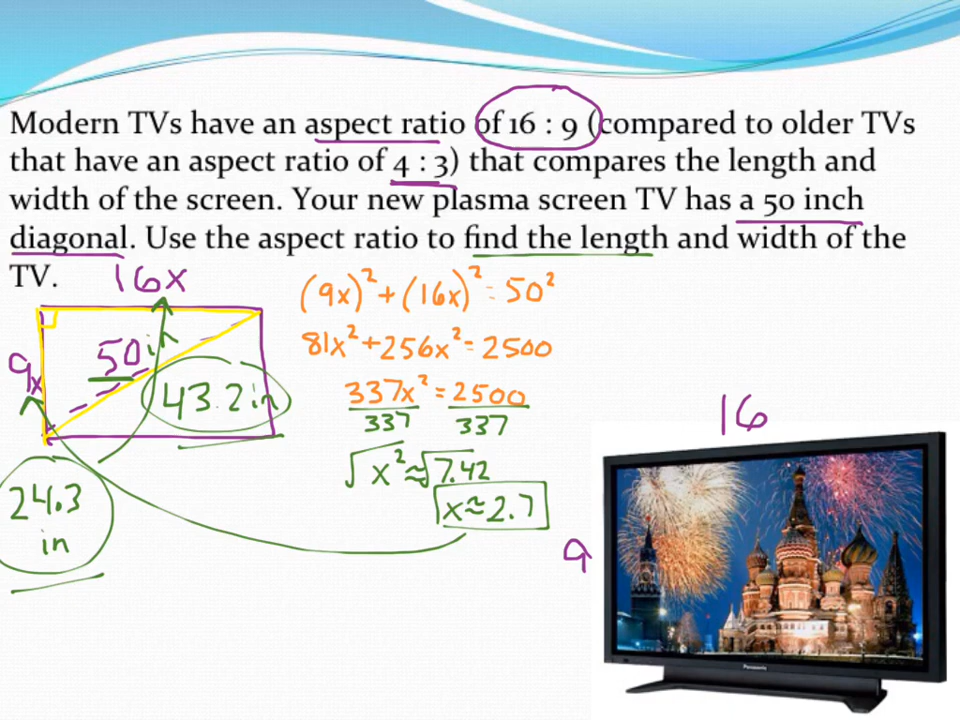 Modern TVs have an aspect ratio of 16 : 9 (compared to older TVs
that have an aspect ratio of 4 : 3) that compares the length and
width of the screen. Your new plasma screen TV has a 50 inch
diagonal. Use the aspect ratio to find the length and width of the
TV.
16x
9x
50 in
43.2 in
24.3
in
(9x)² + (16x)² = 50²
81x² + 256x² = 2500
337x² = 2500
337 337
√x² ≈ √7.42
x ≈ 2.7
16
9
Panasonic